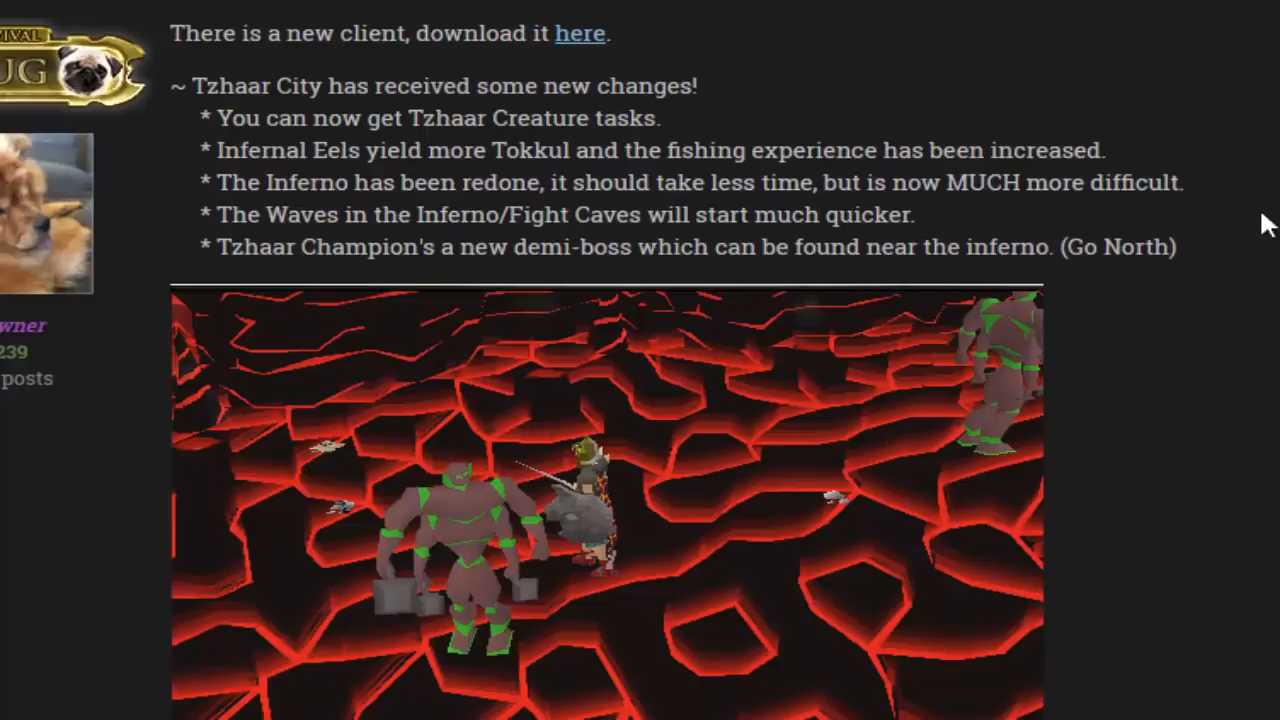 VIVAL
UG
There is a new client, download it here.
~ Tzhaar City has received some new changes!
* You can now get Tzhaar Creature tasks.
* Infernal Eels yield more Tokkul and the fishing experience has been increased.
* The Inferno has been redone, it should take less time, but is now MUCH more difficult.
* The Waves in the Inferno/Fight Caves will start much quicker.
* Tzhaar Champion's a new demi-boss which can be found near the inferno. (Go North)
wner
239
posts